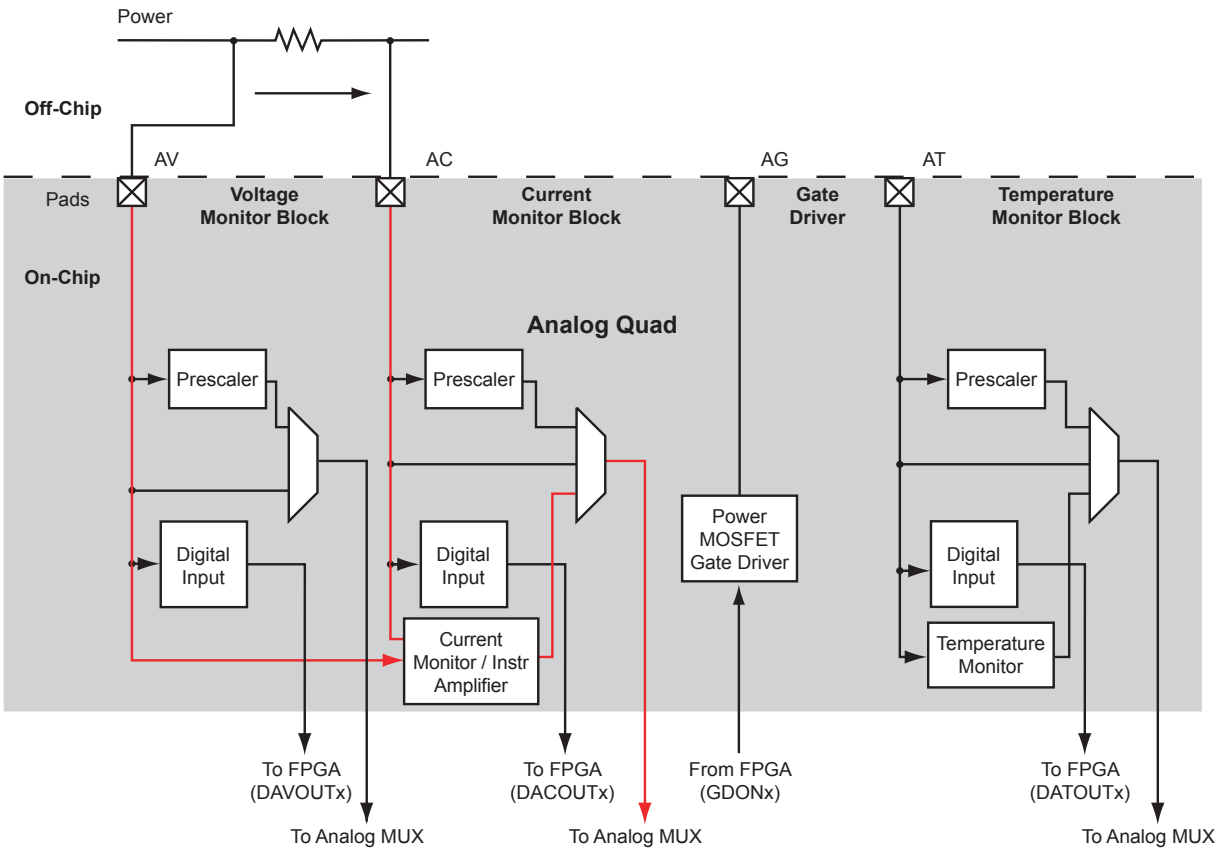 Power
Off-Chip
AV
AC
AG
AT
Pads
Voltage
Monitor Block
Current
Monitor Block
Gate
Driver
Temperature
Monitor Block
On-Chip
Analog Quad
Prescaler
Prescaler
Prescaler
Digital
Input
Digital
Input
Power
MOSFET
Gate Driver
Digital
Input
Current
Monitor / Instr
Amplifier
Temperature
Monitor
To FPGA
(DAVOUTx)
To FPGA
(DACOUTx)
From FPGA
(GDONx)
To FPGA
(DATOUTx)
To Analog MUX
To Analog MUX
To Analog MUX